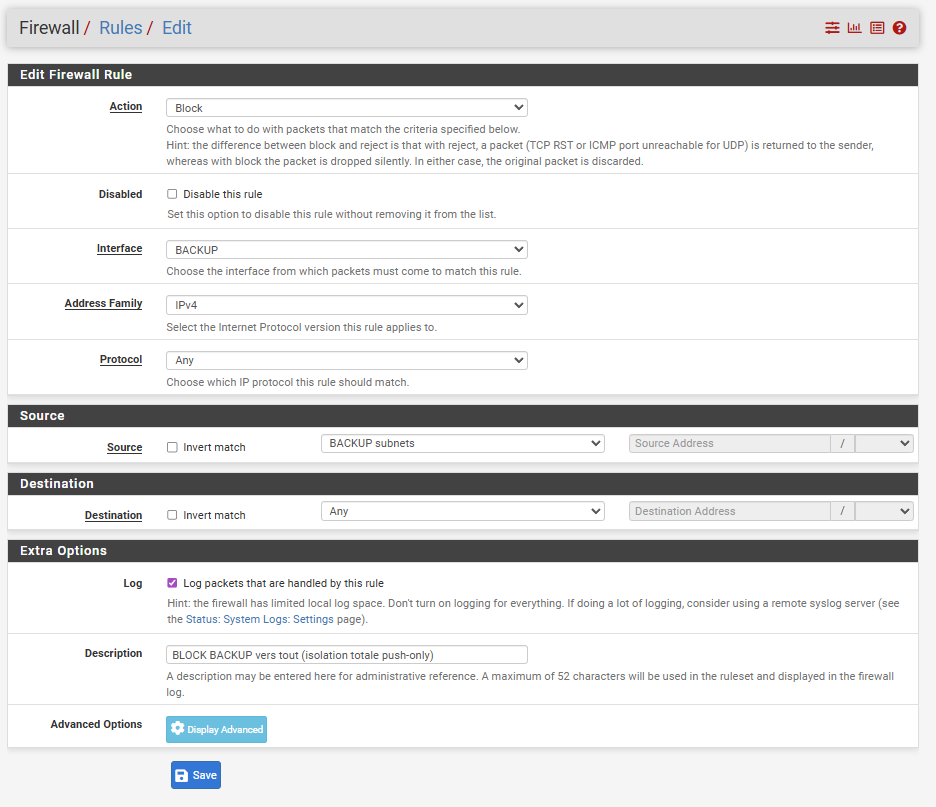 Firewall / Rules / Edit
Edit Firewall Rule
Action
Block
Choose what to do with packets that match the criteria specified below.
Hint: the difference between block and reject is that with reject, a packet (TCP RST or ICMP port unreachable for UDP) is returned to the sender,
whereas with block the packet is dropped silently. In either case, the original packet is discarded.
Disabled
Disable this rule
Set this option to disable this rule without removing it from the list.
Interface
BACKUP
Choose the interface from which packets must come to match this rule.
Address Family
IPv4
Select the Internet Protocol version this rule applies to.
Protocol
Any
Choose which IP protocol this rule should match.
Source
Source
Invert match
BACKUP subnets
Source Address
/
Destination
Destination
Invert match
Any
Destination Address
/
Extra Options
Log
Log packets that are handled by this rule
Hint: the firewall has limited local log space. Don't turn on logging for everything. If doing a lot of logging, consider using a remote syslog server (see
the Status: System Logs: Settings page).
Description
BLOCK BACKUP vers tout (isolation totale push-only)
A description may be entered here for administrative reference. A maximum of 52 characters will be used in the ruleset and displayed in the firewall
log.
Advanced Options
Display Advanced
Save